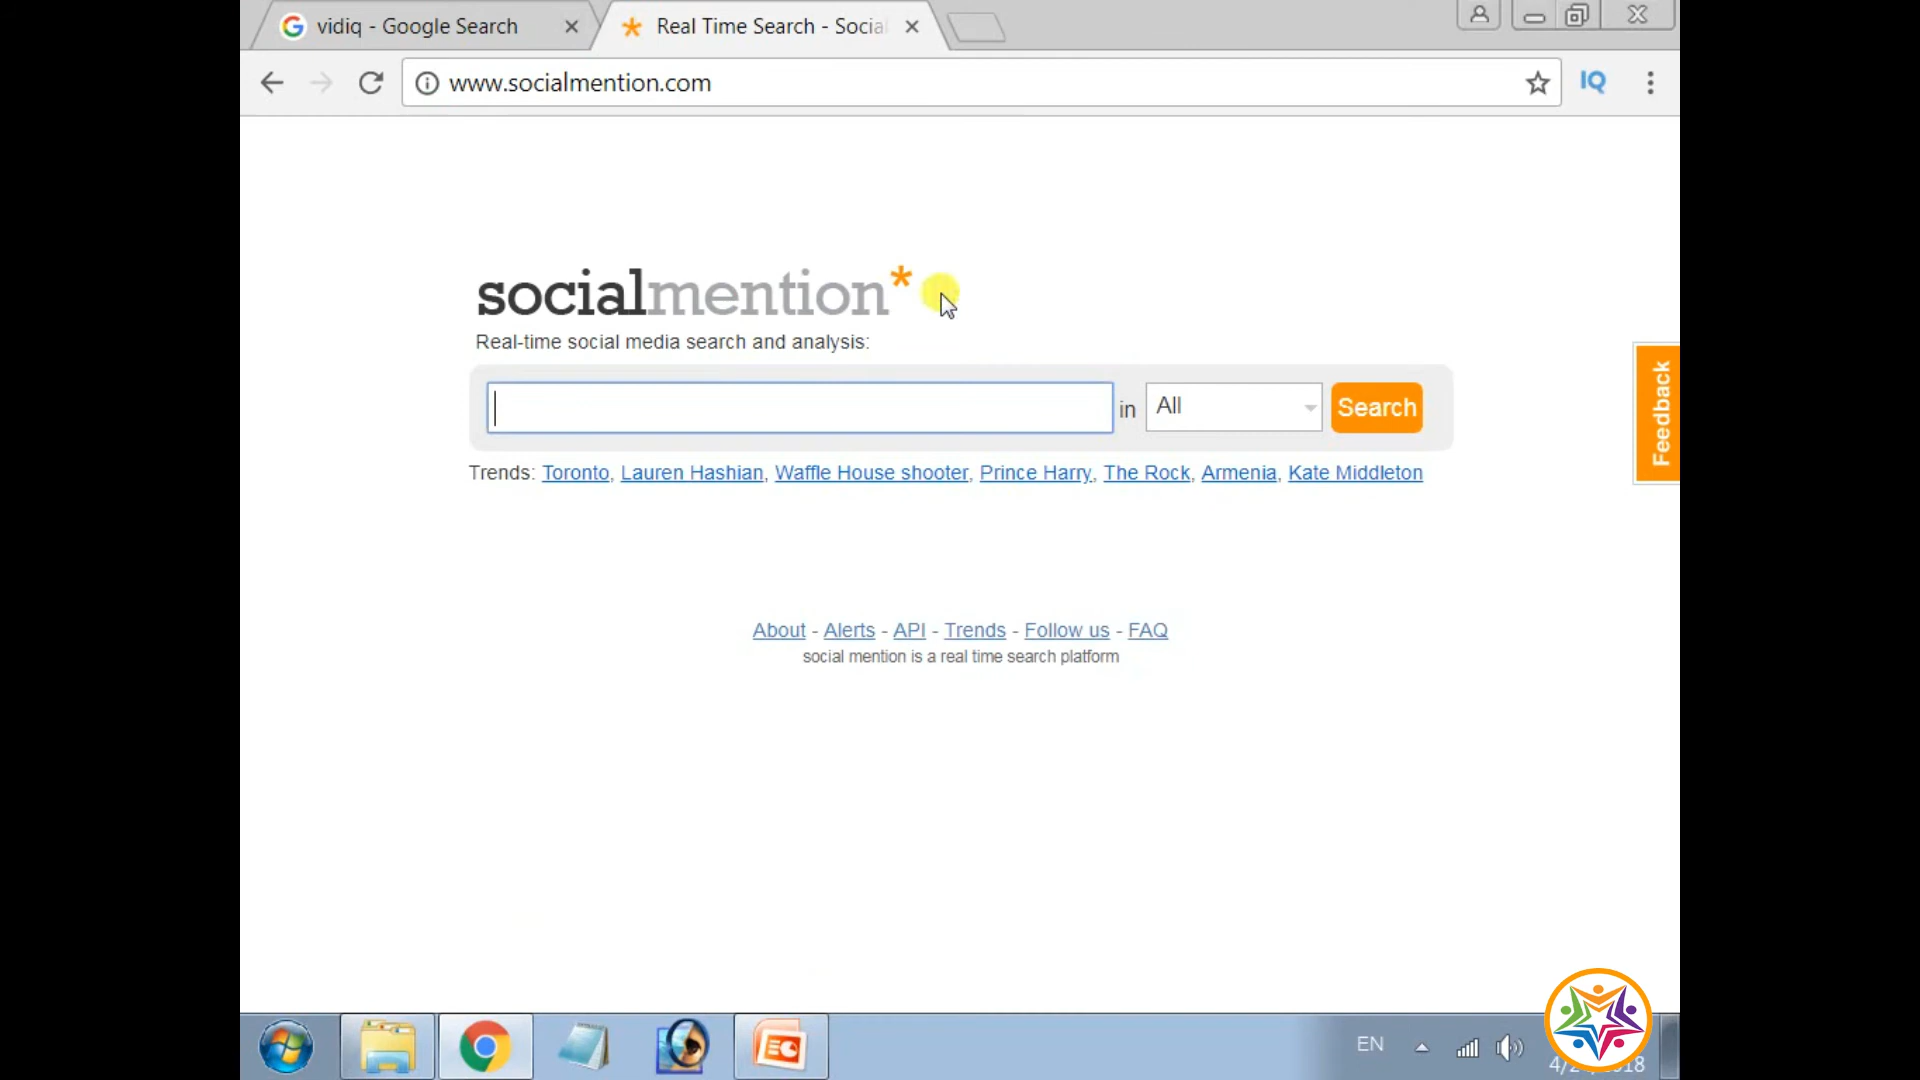 vidiq - Google Search
Real Time Search - Socia
www.socialmention.com
IQ
socialmention*
Real-time social media search and analysis:
in
All
Search
Feedback
Trends: Toronto, Lauren Hashian, Waffle House shooter, Prince Harry, The Rock, Armenia, Kate Middleton
About - Alerts - API - Trends - Follow us - FAQ
social mention is a real time search platform
EN